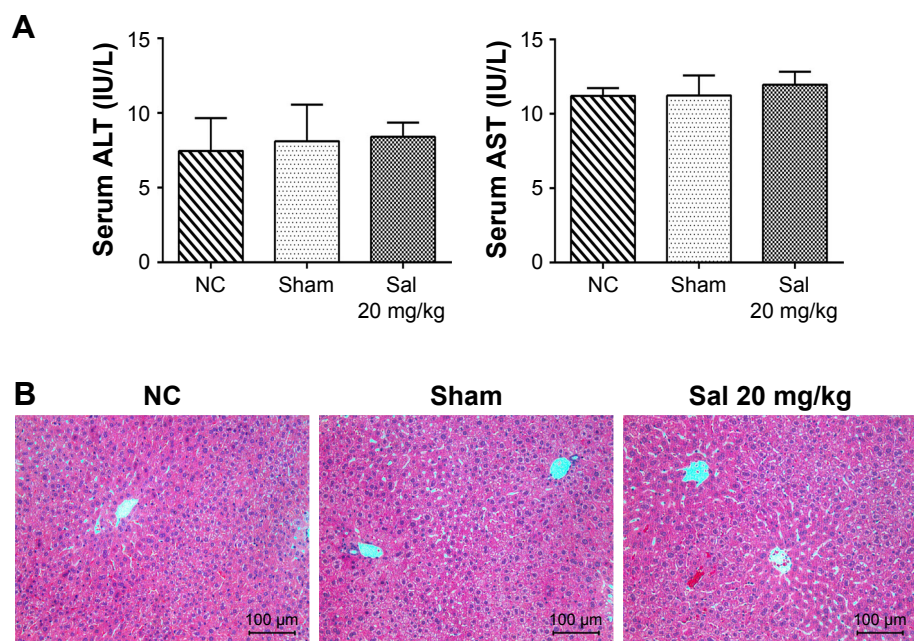 A
Serum ALT (IU/L)
15
10
5
0
NC
Sham
Sal
20 mg/kg
Serum AST (IU/L)
15
10
5
0
NC
Sham
Sal
20 mg/kg
B
NC
Sham
Sal 20 mg/kg
100 µm
100 µm
100 µm